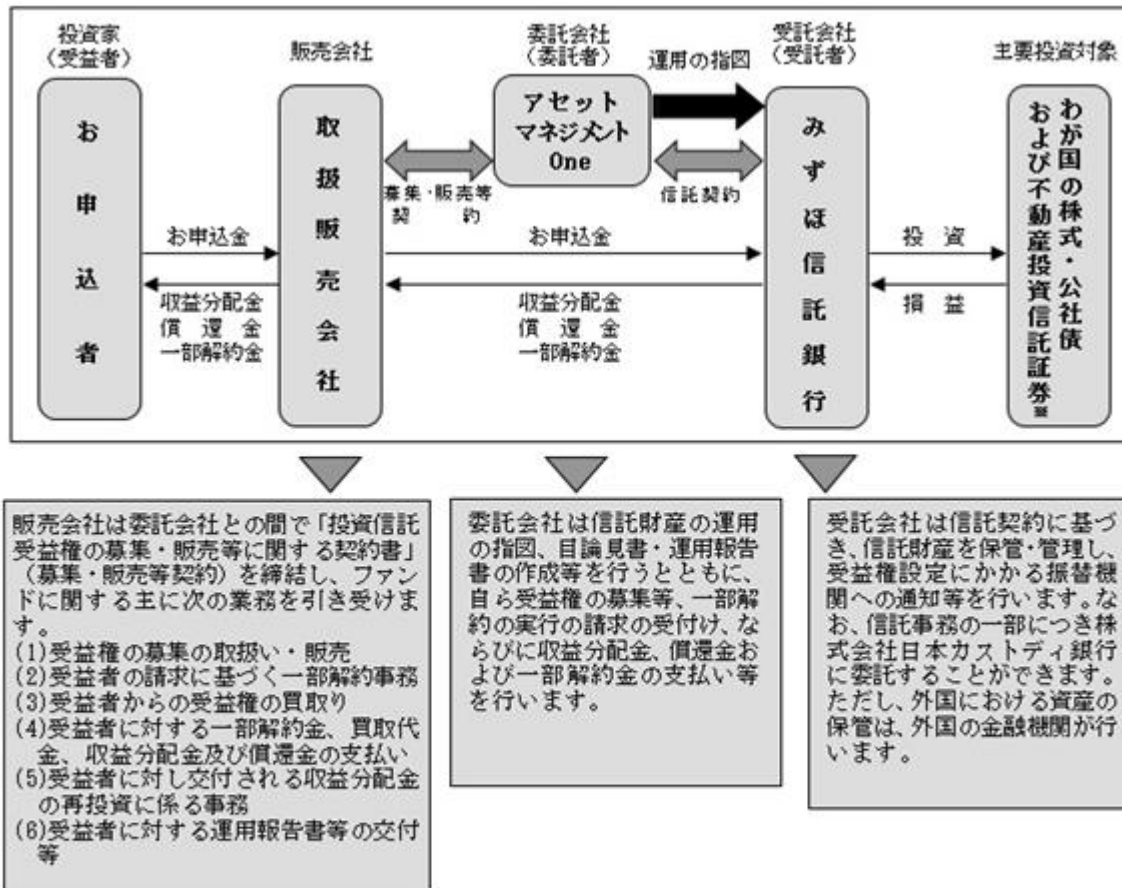 投資家
（受益者）
お申込者
販売会社
取扱販売会社
委託会社
（委託者）
アセット
マネジメント
One
運用の指図
受託会社
（受託者）
みずほ信託銀行
主要投資対象
わが国の株式・公社債
および不動産投資信託証券※
募集・販売等
契　約
信託契約
お申込金
収益分配金
償　還　金
一部解約金
お申込金
収益分配金
償　還　金
一部解約金
投　資
損　益
販売会社は委託会社との間で「投資信託
受益権の募集・販売等に関する契約書」
（募集・販売等契約）を締結し、ファン
ドに関する主に次の業務を引き受けま
す。
(1)受益権の募集の取扱い・販売
(2)受益者の請求に基づく一部解約事務
(3)受益者からの受益権の買取り
(4)受益者に対する一部解約金、買取代
金、収益分配金及び償還金の支払い
(5)受益者に対し交付される収益分配金
の再投資に係る事務
(6)受益者に対する運用報告書等の交付
等
委託会社は信託財産の運用
の指図、目論見書・運用報告
書の作成等を行うとともに、
自ら受益権の募集等、一部解
約の実行の請求の受付け、な
らびに収益分配金、償還金お
よび一部解約金の支払い等
を行います。
受託会社は信託契約に基づ
き、信託財産を保管・管理し、
受益権設定にかかる振替機
関への通知等を行います。な
お、信託事務の一部につき株
式会社日本カストディ銀行
に委託することができます。
ただし、外国における資産の
保管は、外国の金融機関が行
います。